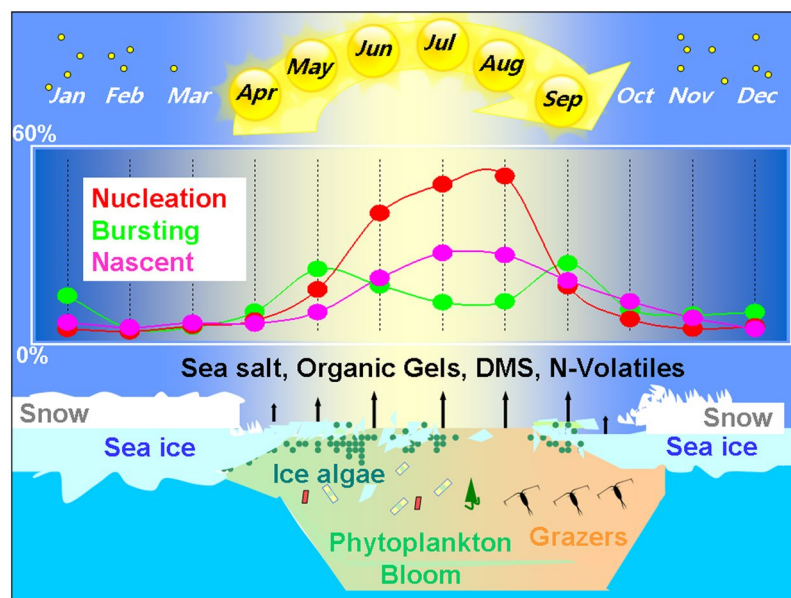 Jan Feb Mar Apr May Jun Jul Aug Sep Oct Nov Dec
60%
Nucleation
Bursting
Nascent
0%
Sea salt, Organic Gels, DMS, N-Volatiles
Snow
Snow
Sea ice
Sea ice
Ice algae
Grazers
Phytoplankton
Bloom